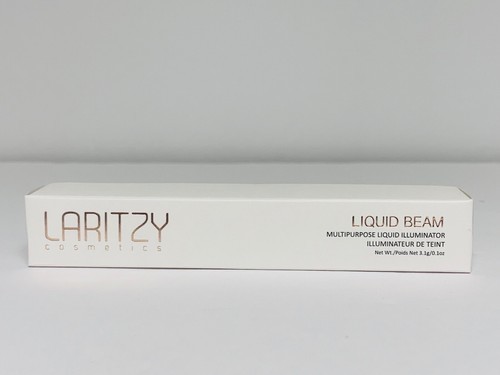 LARITZY
cosmetics
LIQUID BEAM
MULTIPURPOSE LIQUID ILLUMINATOR
ILLUMINATEUR DE TEINT
Net Wt./Poids Net 3.1g/0.1oz